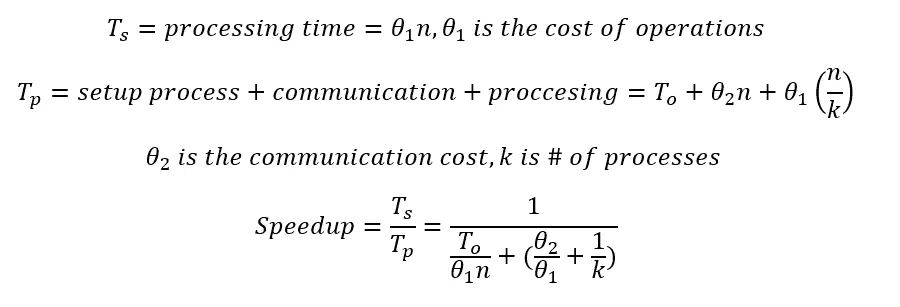 T_s = processing time = θ_1 n, θ_1 is the cost of operations
T_p = setup process + communication + proccesing = T_o + θ_2 n + θ_1 (n/k)
θ_2 is the communication cost, k is # of processes
Speedup = T_s/T_p = 1/(T_o/(θ_1 n) + (θ_2/θ_1 + 1/k))